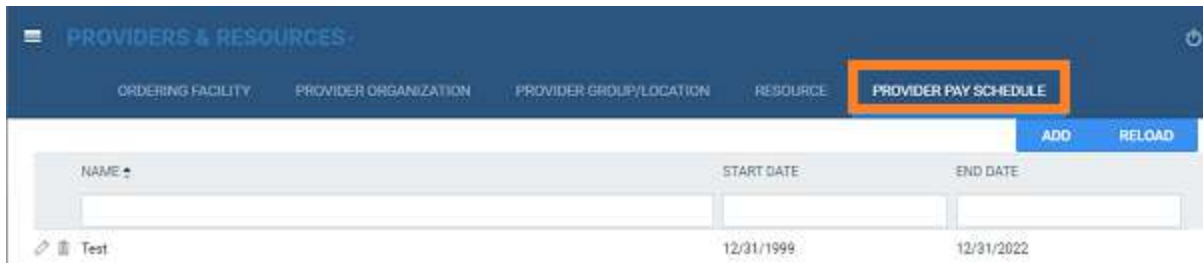 PROVIDERS & RESOURCES
ORDERING FACILITY PROVIDER ORGANIZATION PROVIDER GROUP/LOCATION RESOURCE PROVIDER PAY SCHEDULE
ADD RELOAD
NAME START DATE END DATE
Test 12/31/1999 12/31/2022